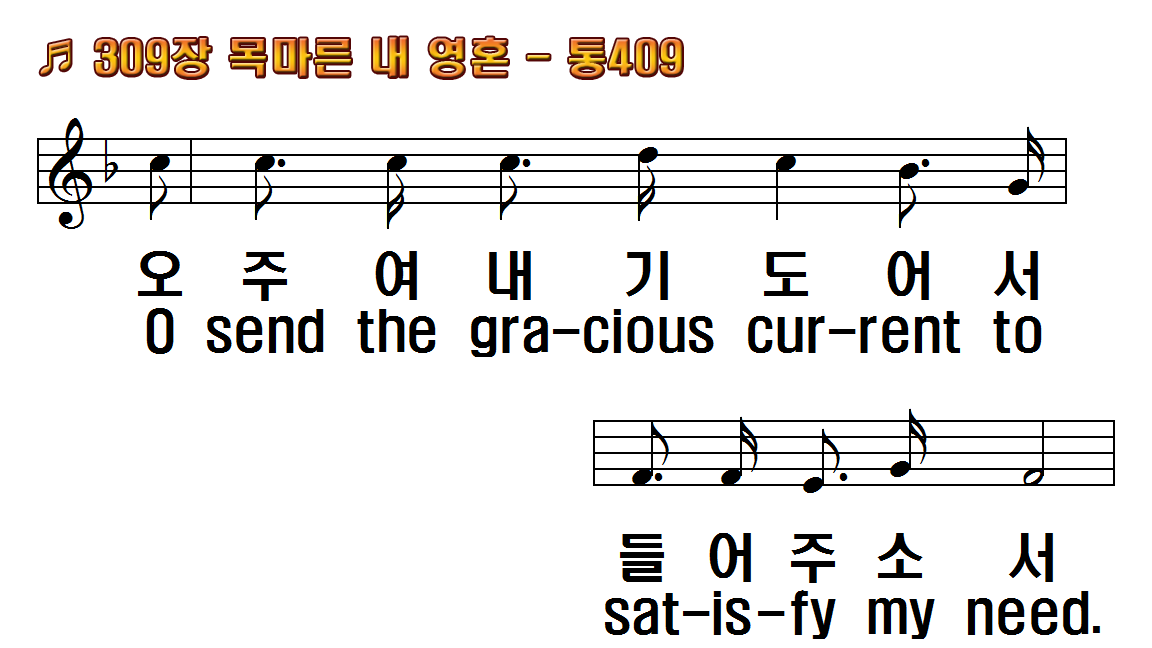 309장 목마른 내 영혼 - 통409
오 주 여 내 기 도 어 서
O send the gra-cious cur-rent to
들 어 주 소 서
sat-is-fy my need.